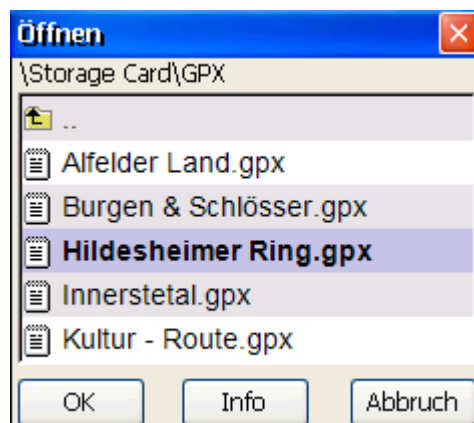 Öffnen
\Storage Card\GPX
..
Alfelder Land.gpx
Burgen & Schlösser.gpx
Hildesheimer Ring.gpx
Innerstetal.gpx
Kultur - Route.gpx
OK Info Abbruch